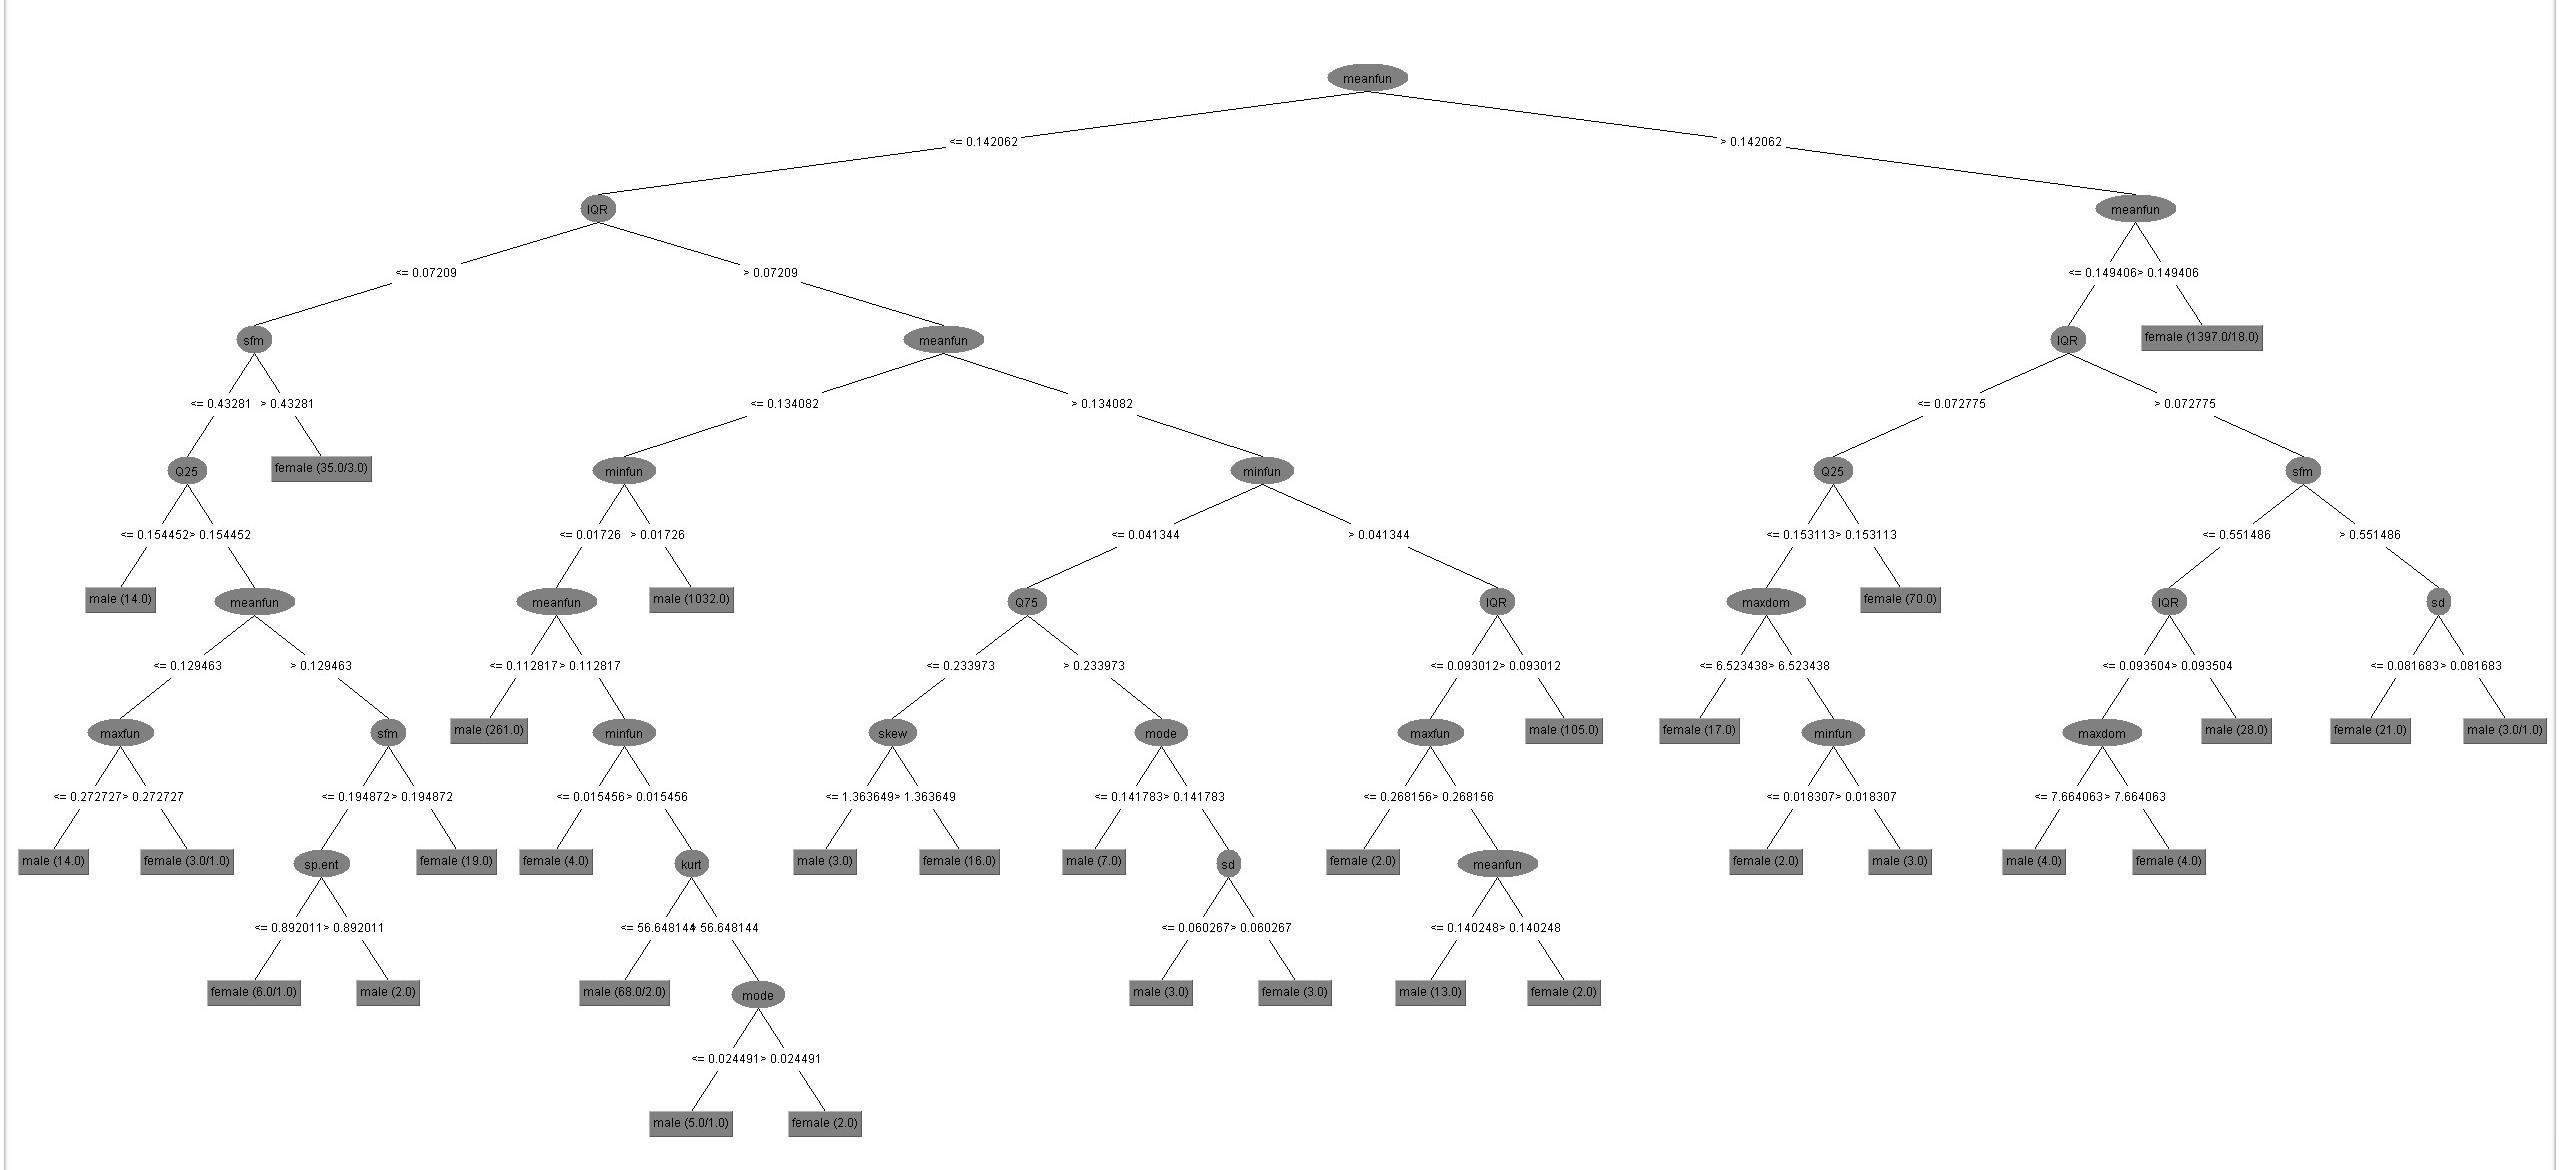 meanfun
<= 0.142062
> 0.142062
IQR
meanfun
<= 0.07209
> 0.07209
<= 0.149406
> 0.149406
sfm
meanfun
IQR
female (1397.0/18.0)
<= 0.43281
> 0.43281
<= 0.134082
> 0.134082
<= 0.072775
> 0.072775
Q25
female (35.0/3.0)
minfun
minfun
Q25
sfm
<= 0.154452
> 0.154452
<= 0.01726
> 0.01726
<= 0.041344
> 0.041344
<= 0.153113
> 0.153113
<= 0.551486
> 0.551486
male (14.0)
meanfun
meanfun
male (1032.0)
Q75
IQR
maxdom
female (70.0)
IQR
sd
<= 0.129463
> 0.129463
<= 0.112817
> 0.112817
<= 0.233973
> 0.233973
<= 0.093012
> 0.093012
<= 6.523438
> 6.523438
<= 0.093504
> 0.093504
<= 0.081683
> 0.081683
maxfun
sfm
male (261.0)
minfun
skew
mode
maxfun
male (105.0)
female (17.0)
minfun
maxdom
male (28.0)
female (21.0)
male (3.0/1.0)
<= 0.272727
> 0.272727
<= 0.194872
> 0.194872
<= 0.015456
> 0.015456
<= 1.363649
> 1.363649
<= 0.141783
> 0.141783
<= 0.268156
> 0.268156
<= 0.018307
> 0.018307
<= 7.664063
> 7.664063
male (14.0)
female (3.0/1.0)
sp.ent
female (19.0)
female (4.0)
kurt
male (3.0)
female (16.0)
male (7.0)
sd
female (2.0)
meanfun
female (2.0)
male (3.0)
male (4.0)
female (4.0)
<= 0.892011
> 0.892011
<= 56.648144
> 56.648144
<= 0.060267
> 0.060267
<= 0.140248
> 0.140248
female (6.0/1.0)
male (2.0)
male (68.0/2.0)
mode
male (3.0)
female (3.0)
male (13.0)
female (2.0)
<= 0.024491
> 0.024491
male (5.0/1.0)
female (2.0)